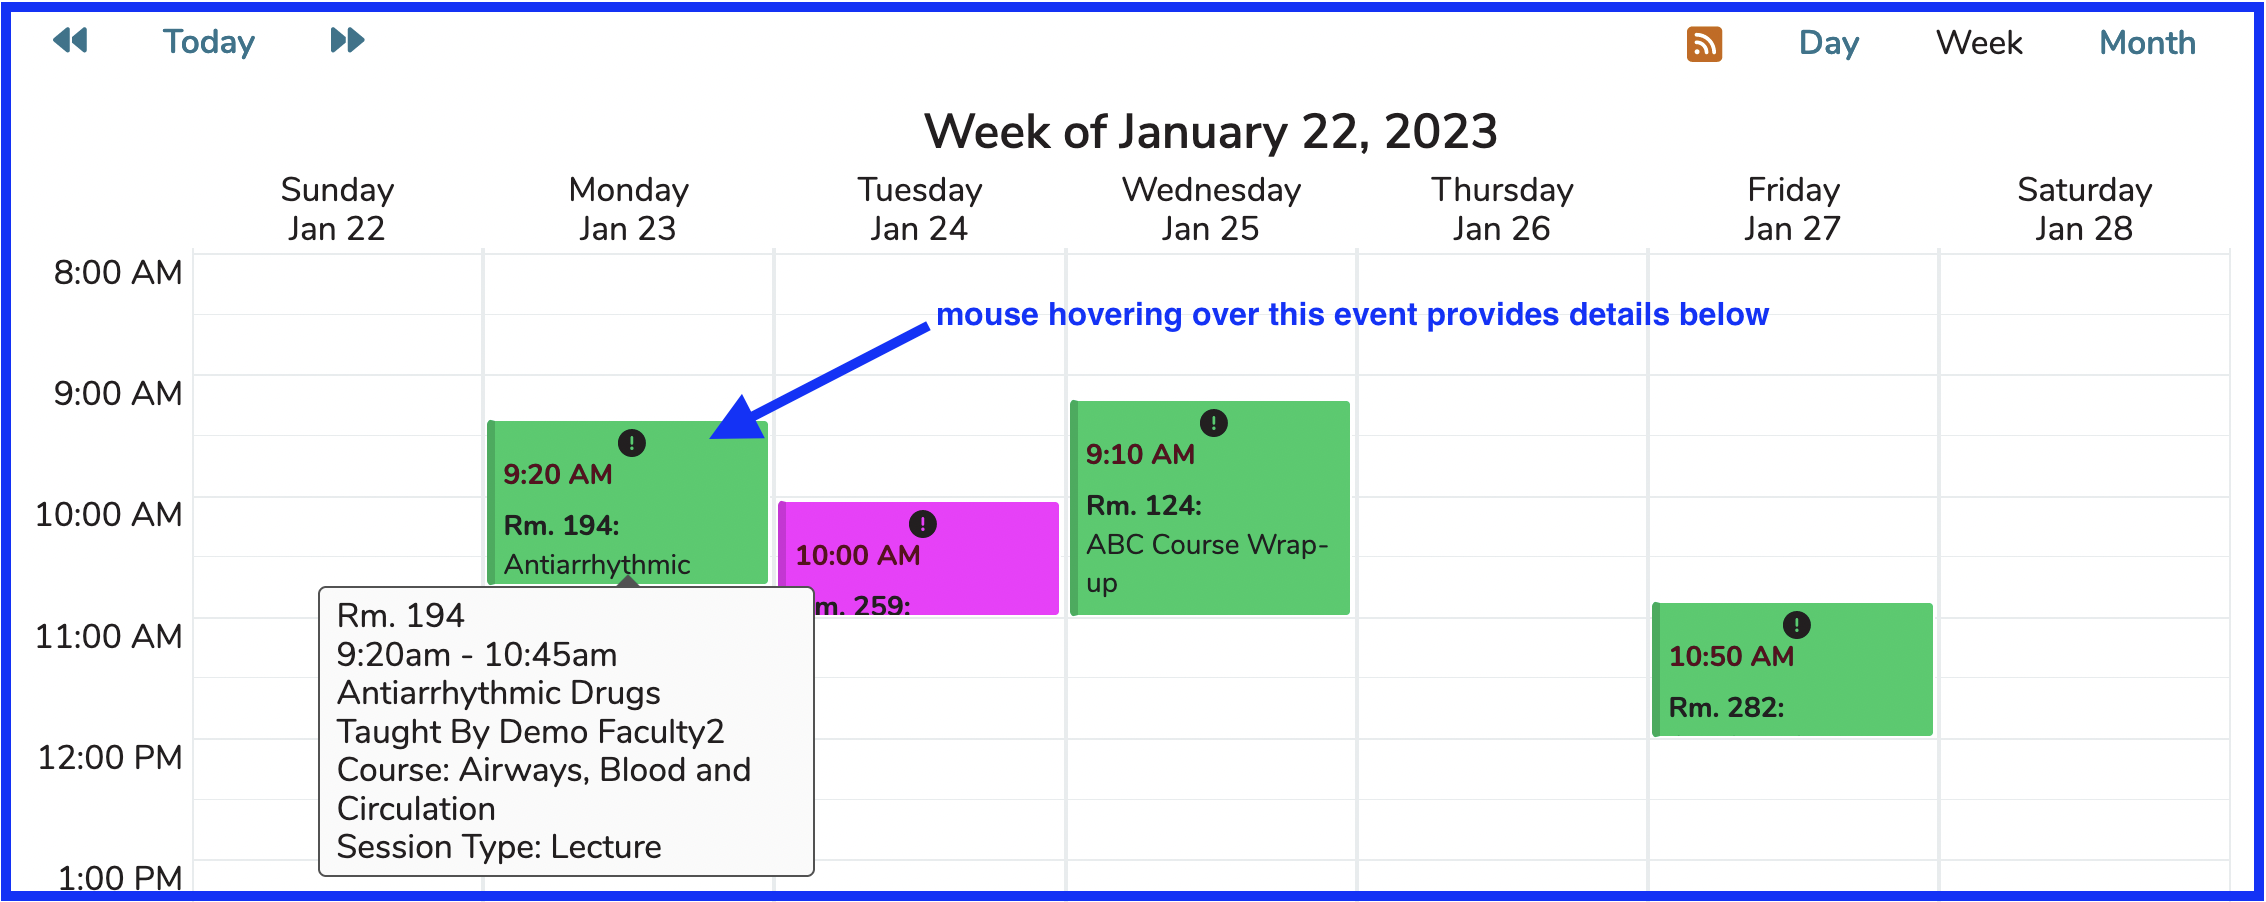 Today
Day Week Month
Week of January 22, 2023
Sunday Monday Tuesday Wednesday Thursday Friday Saturday
Jan 22 Jan 23 Jan 24 Jan 25 Jan 26 Jan 27 Jan 28
8:00 AM
mouse hovering over this event provides details below
9:00 AM
9:20 AM
Rm. 194:
Antiarrhythmic
10:00 AM
Rm. 259:
9:10 AM
Rm. 124:
ABC Course Wrap-
up
10:50 AM
Rm. 282:
10:00 AM
11:00 AM
12:00 PM
1:00 PM
Rm. 194
9:20am - 10:45am
Antiarrhythmic Drugs
Taught By Demo Faculty2
Course: Airways, Blood and
Circulation
Session Type: Lecture